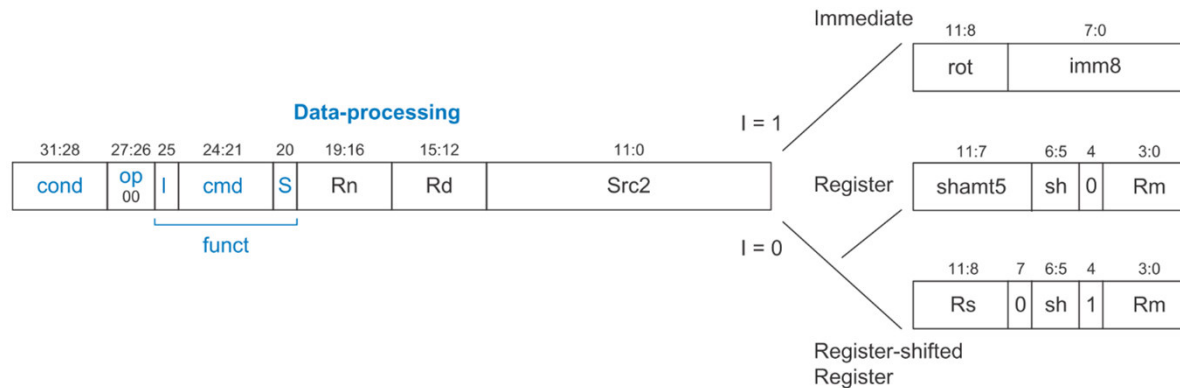 Immediate
11:8 7:0
rot imm8
Data-processing
I = 1
31:28 27:26 25 24:21 20 19:16 15:12 11:0
cond op 00 I cmd S Rn Rd Src2
funct
I = 0
Register
11:7 6:5 4 3:0
shamt5 sh 0 Rm
11:8 7 6:5 4 3:0
Rs 0 sh 1 Rm
Register-shifted
Register